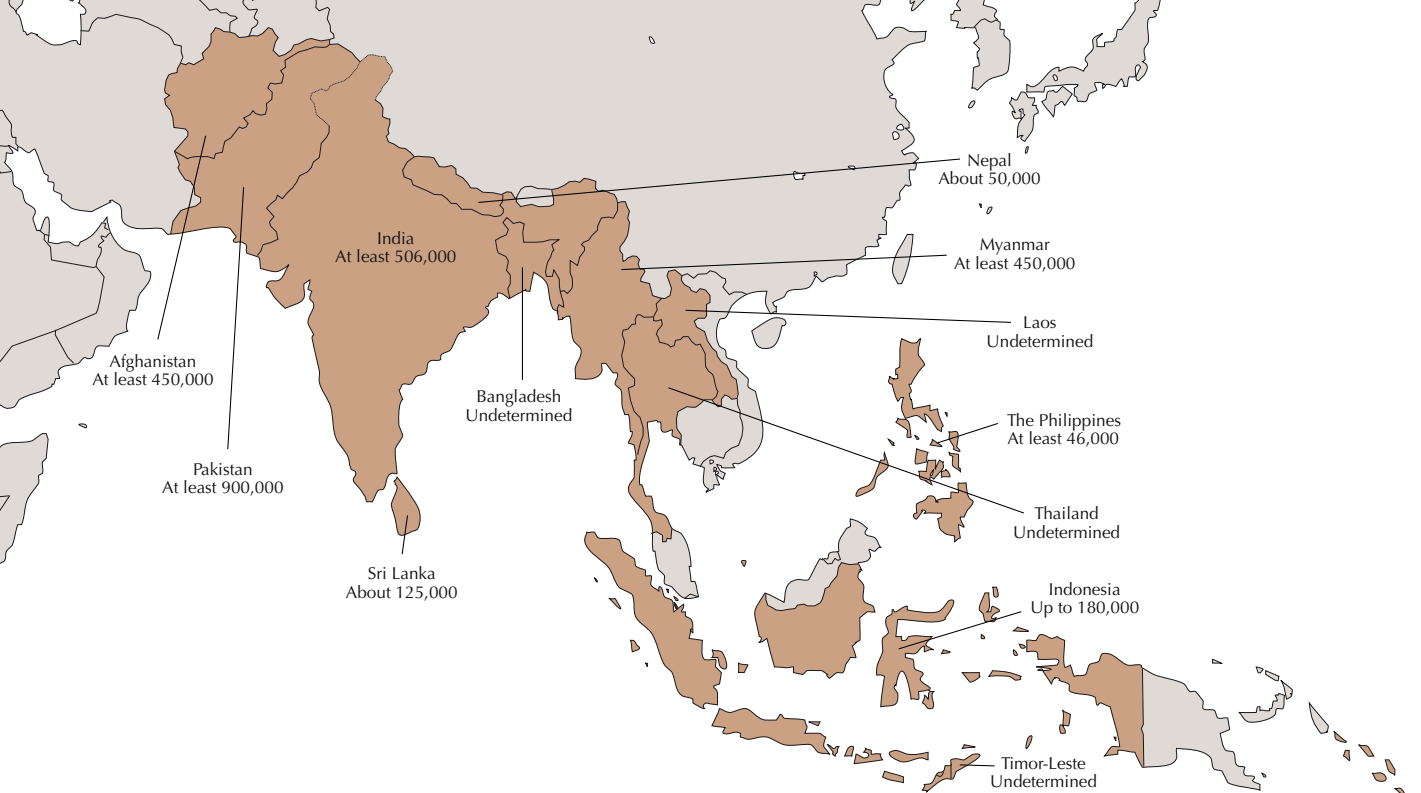 Nepal
About 50,000
India
At least 506,000
Myanmar
At least 450,000
Laos
Undetermined
Afghanistan
At least 450,000
Bangladesh
Undetermined
The Philippines
At least 46,000
Pakistan
At least 900,000
Thailand
Undetermined
Sri Lanka
About 125,000
Indonesia
Up to 180,000
Timor-Leste
Undetermined